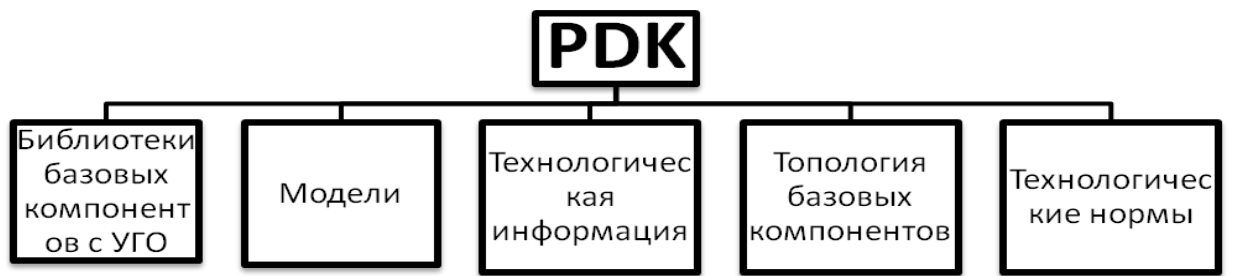 PDK
Библиотеки
базовых
компонент
ов с УГО
Модели
Технологичес
кая
информация
Топология
базовых
компонентов
Технологичес
кие нормы